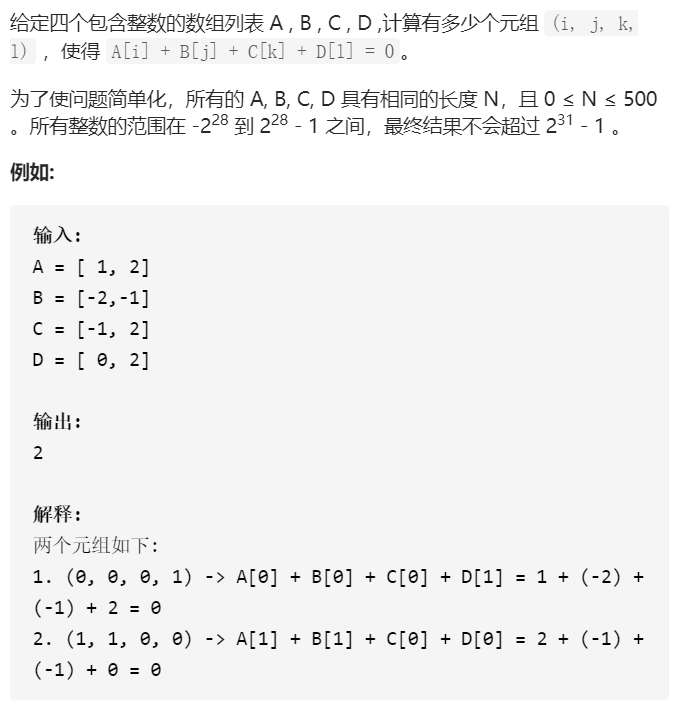 给定四个包含整数的数组列表 A , B , C , D ,计算有多少个元组 (i, j, k,
l) ，使得 A[i] + B[j] + C[k] + D[l] = 0 。
为了使问题简单化，所有的 A, B, C, D 具有相同的长度 N，且 0 ≤ N ≤ 500
。所有整数的范围在 -2²⁸ 到 2²⁸ - 1 之间，最终结果不会超过 2³¹ - 1 。
例如:
输入:
A = [ 1, 2]
B = [-2,-1]
C = [-1, 2]
D = [ 0, 2]
输出:
2
解释:
两个元组如下:
1. (0, 0, 0, 1) -> A[0] + B[0] + C[0] + D[1] = 1 + (-2) +
(-1) + 2 = 0
2. (1, 1, 0, 0) -> A[1] + B[1] + C[0] + D[0] = 2 + (-1) +
(-1) + 0 = 0